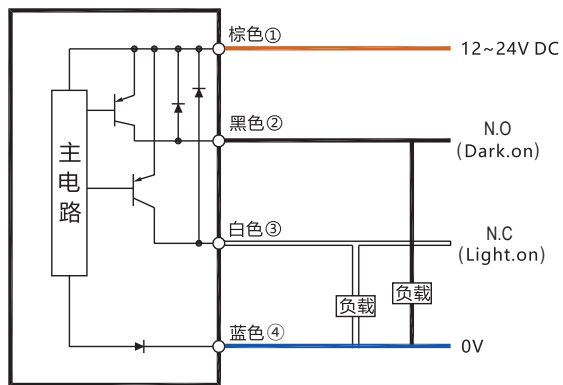 棕色①
12~24V DC
黑色②
N.O
(Dark.on)
主电路
白色③
N.C
(Light.on)
负载
负载
蓝色④
0V